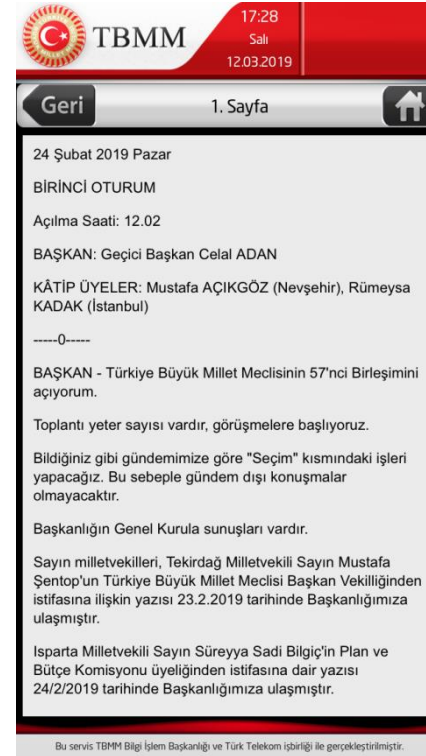 TBMM
17:28
Salı
12.03.2019
Geri
1. Sayfa
24 Şubat 2019 Pazar
BİRİNCİ OTURUM
Açılma Saati: 12.02
BAŞKAN: Geçici Başkan Celal ADAN
KÂTİP ÜYELER: Mustafa AÇIKGÖZ (Nevşehir), Rümeysa
KADAK (İstanbul)
-----0-----
BAŞKAN - Türkiye Büyük Millet Meclisinin 57'nci Birleşimini
açıyorum.
Toplantı yeter sayısı vardır, görüşmelere başlıyoruz.
Bildiğiniz gibi gündemimize göre "Seçim" kısmındaki işleri
yapacağız. Bu sebeple gündem dışı konuşmalar
olmayacaktır.
Başkanlığın Genel Kurula sunuşları vardır.
Sayın milletvekilleri, Tekirdağ Milletvekili Sayın Mustafa
Şentop'un Türkiye Büyük Millet Meclisi Başkan Vekilliğinden
istifasına ilişkin yazısı 23.2.2019 tarihinde Başkanlığımıza
ulaşmıştır.
Isparta Milletvekili Sayın Süreyya Sadi Bilgiç'in Plan ve
Bütçe Komisyonu üyeliğinden istifasına dair yazısı
24/2/2019 tarihinde Başkanlığımıza ulaşmıştır.
Bu servis TBMM Bilgi İşlem Başkanlığı ve Türk Telekom işbirliği ile gerçekleştirilmiştir.